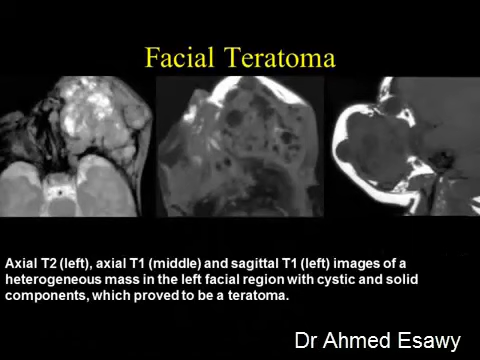 Facial Teratoma
Axial T2 (left), axial T1 (middle) and sagittal T1 (left) images of a
heterogeneous mass in the left facial region with cystic and solid
components, which proved to be a teratoma.
Dr Ahmed Esawy